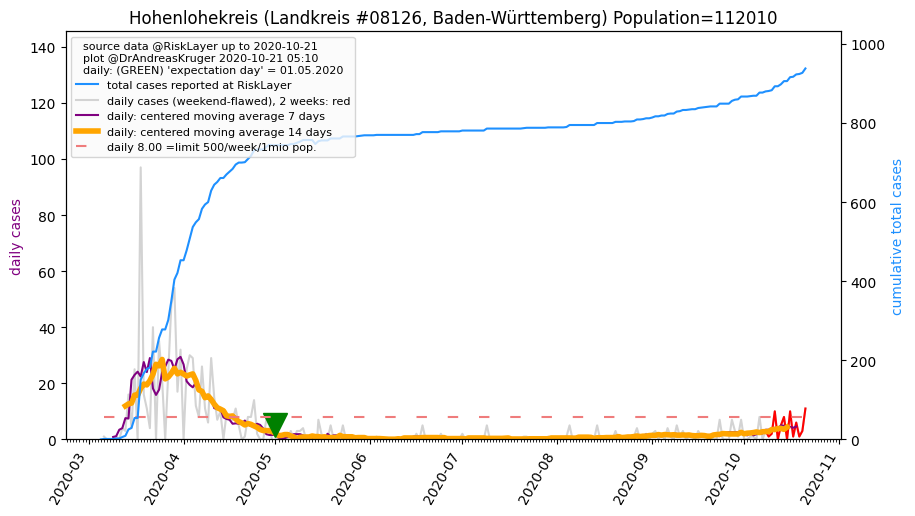 Hohenlohekreis (Landkreis #08126, Baden-Württemberg) Population=112010
source data @RiskLayer up to 2020-10-21
plot @DrAndreasKruger 2020-10-21 05:10
daily: (GREEN) 'expectation day' = 01.05.2020
total cases reported at RiskLayer
daily cases (weekend-flawed), 2 weeks: red
daily: centered moving average 7 days
daily: centered moving average 14 days
daily 8.00 =limit 500/week/1mio pop.
daily cases
140
120
100
80
60
40
20
0
1000
800
600
400
200
0
cumulative total cases
2020-03
2020-04
2020-05
2020-06
2020-07
2020-08
2020-09
2020-10
2020-11